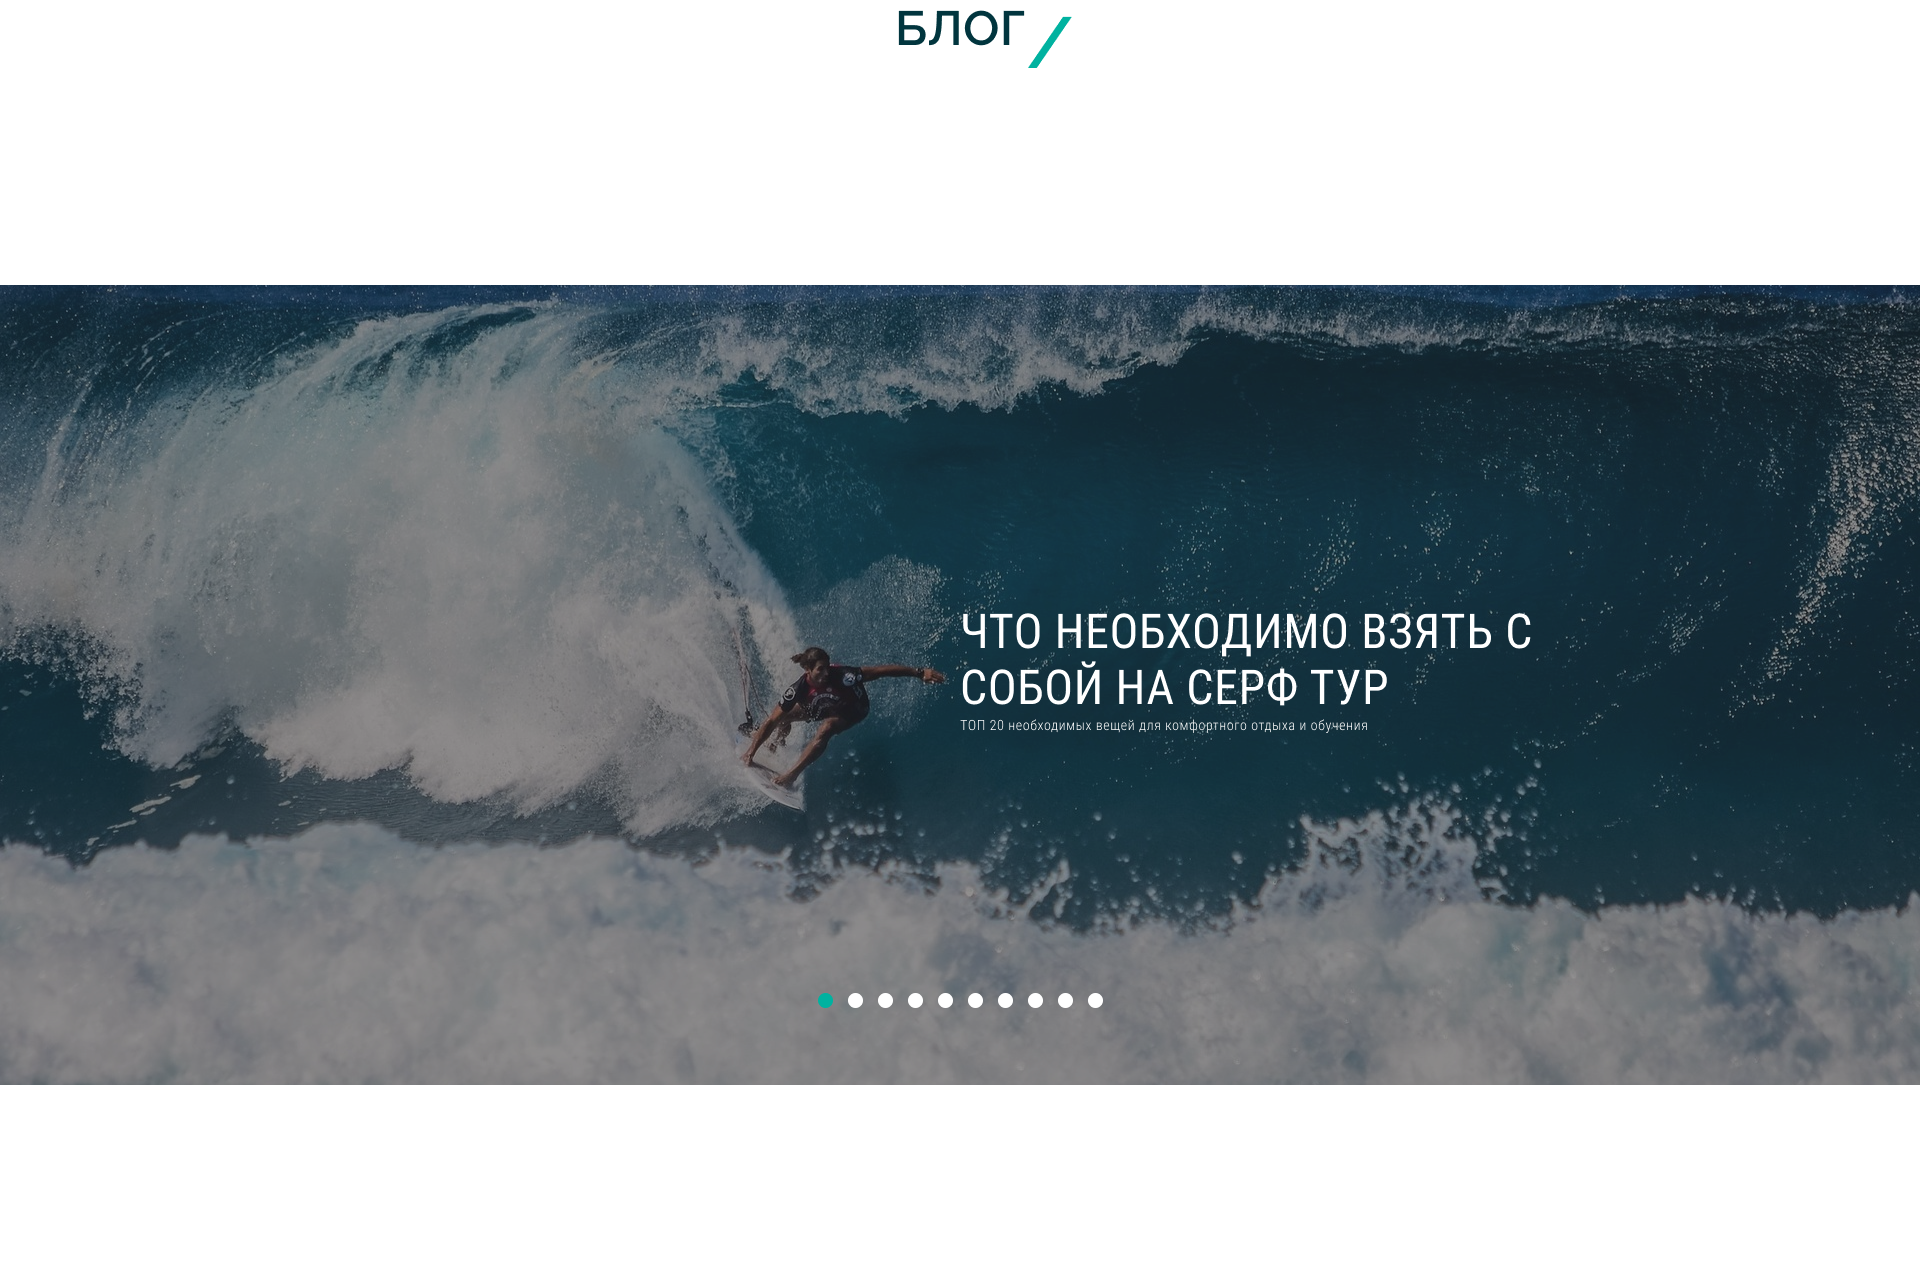 БЛОГ
ЧТО НЕОБХОДИМО ВЗЯТЬ С
СОБОЙ НА СЕРФ ТУР
ТОП 20 необходимых вещей для комфортного отдыха и обучения